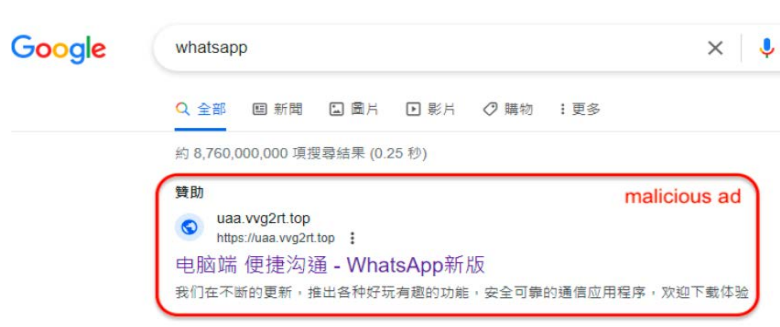 Google
whatsapp
全部 新聞 圖片 影片 購物 更多
約 8,760,000,000 項搜尋結果 (0.25 秒)
贊助
malicious ad
uaa.vvg2rt.top
https://uaa.vvg2rt.top
电脑端 便捷沟通 - WhatsApp新版
我们在不断的更新，推出各种好玩有趣的功能，安全可靠的通信应用程序，欢迎下载体验